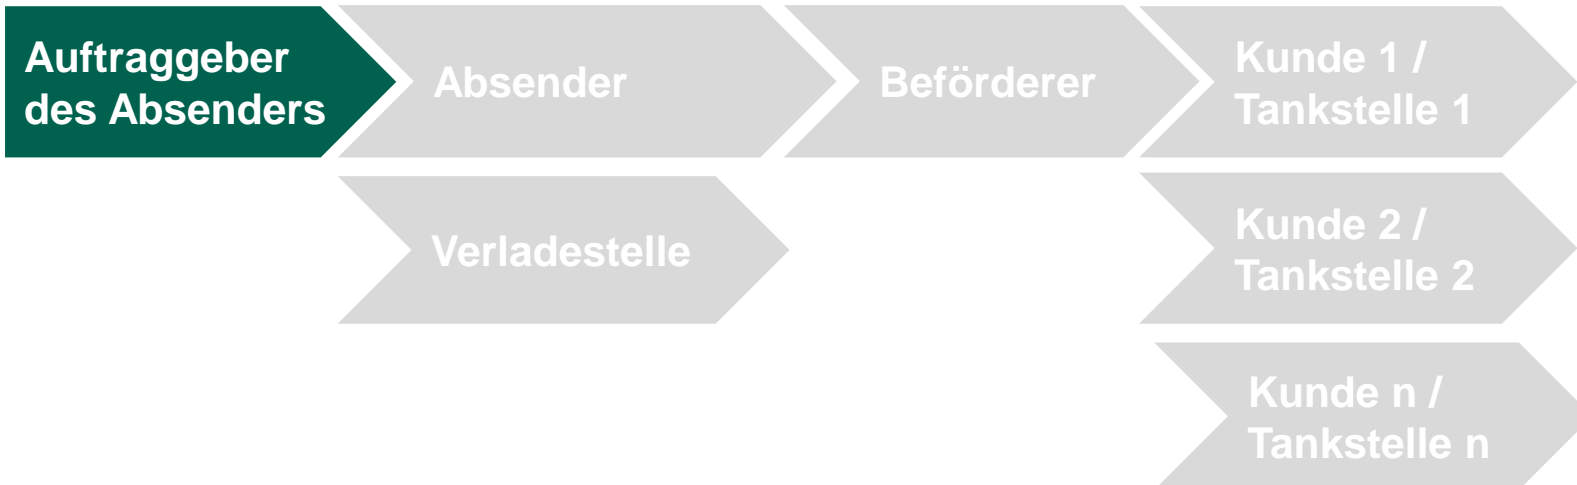 Auftraggeber
des Absenders
Absender
Beförderer
Kunde 1 /
Tankstelle 1
Verladestelle
Kunde 2 /
Tankstelle 2
Kunde n /
Tankstelle n